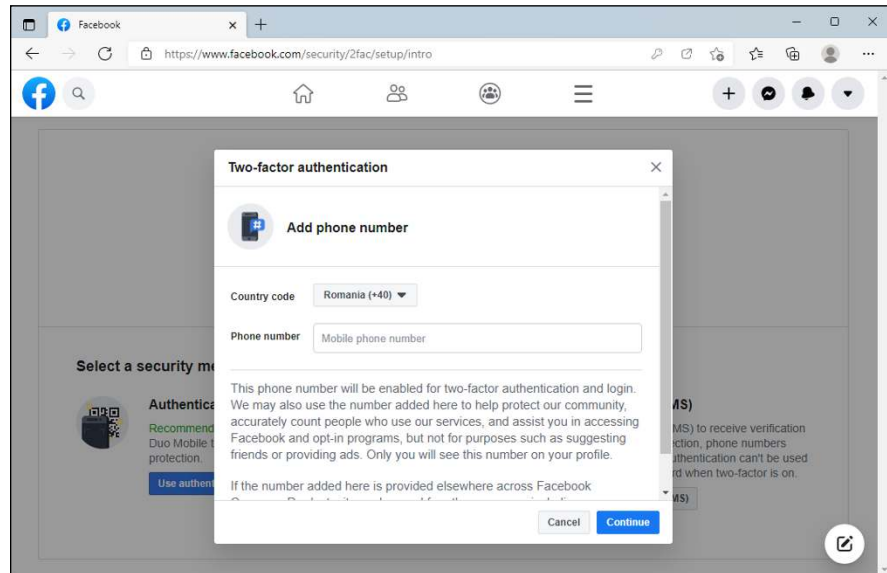 Facebook
https://www.facebook.com/security/2fac/setup/intro
Two-factor authentication
Add phone number
Country code
Romania (+40)
Phone number
Mobile phone number
This phone number will be enabled for two-factor authentication and login.
We may also use the number added here to help protect our community,
accurately count people who use our services, and assist you in accessing
Facebook and opt-in programs, but not for purposes such as suggesting
friends or providing ads. Only you will see this number on your profile.
If the number added here is provided elsewhere across Facebook
Cancel
Continue
Select a security me
Authentica
Recommend
Duo Mobile t
protection.
Use authent
MS)
MS) to receive verification
ction, phone numbers
uthentication can't be used
rd when two-factor is on.
MS)